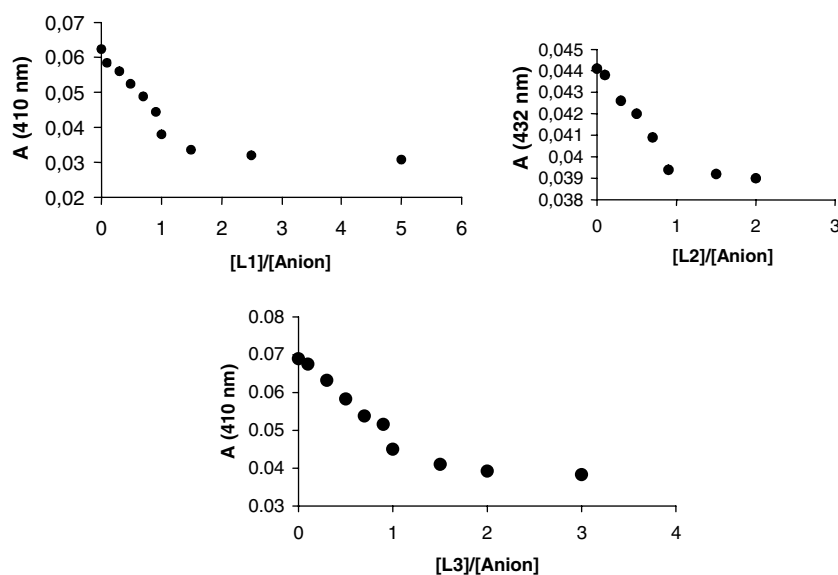 0,07
0,06
0,05
0,04
0,03
0,02
A (410 nm)
0 1 2 3 4 5 6
[L1]/[Anion]
0,045
0,044
0,043
0,042
0,041
0,04
0,039
0,038
A (432 nm)
0 1 2 3
[L2]/[Anion]
0.08
0.07
0.06
0.05
0.04
0.03
A (410 nm)
0 1 2 3 4
[L3]/[Anion]